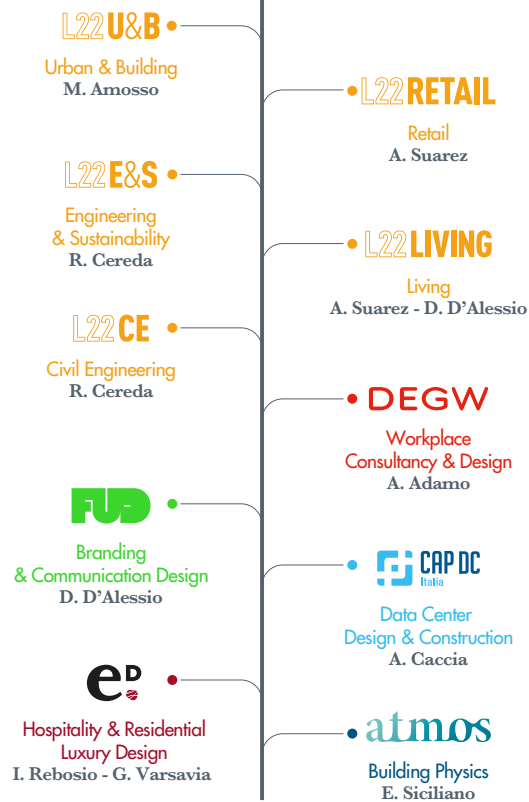 L22 U&B
Urban & Building
M. Amosso
L22 RETAIL
Retail
A. Suarez
L22 E&S
Engineering
& Sustainability
R. Cereda
L22 LIVING
Living
A. Suarez - D. D’Alessio
L22 CE
Civil Engineering
R. Cereda
DEGW
Workplace
Consultancy & Design
A. Adamo
FUD
Branding
& Communication Design
D. D’Alessio
CAP DC
Italia
Data Center
Design & Construction
A. Caccia
eD
Hospitality & Residential
Luxury Design
I. Rebosio - G. Varsavia
atmos
Building Physics
E. Siciliano